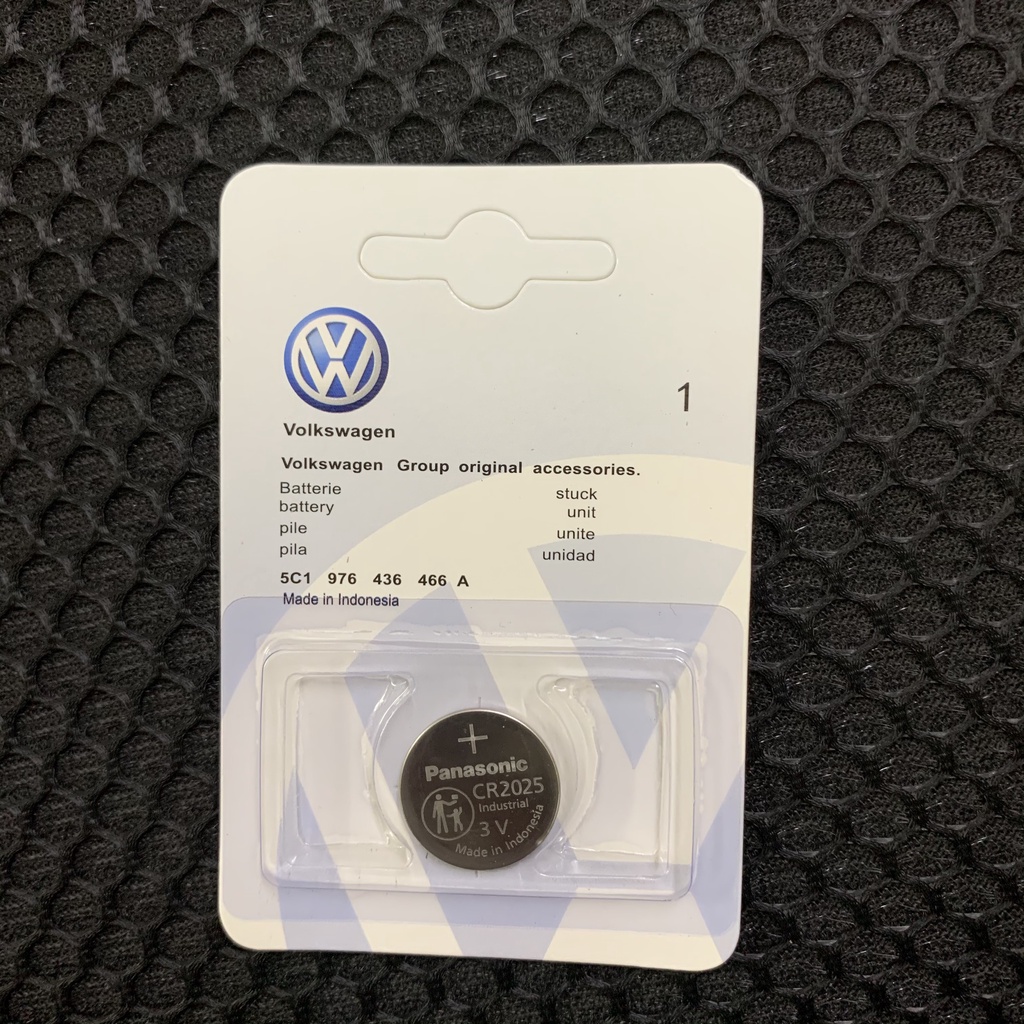 1
Volkswagen
Volkswagen Group original accessories.
Batterie stuck
battery unit
pile unite
pila unidad
5C1 976 436 466 A
Made in Indonesia
+
Panasonic
CR2025
Industrial
3 V
Made in Indonesia